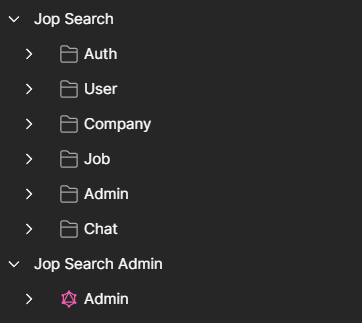 Jop Search
Auth
User
Company
Job
Admin
Chat
Jop Search Admin
Admin